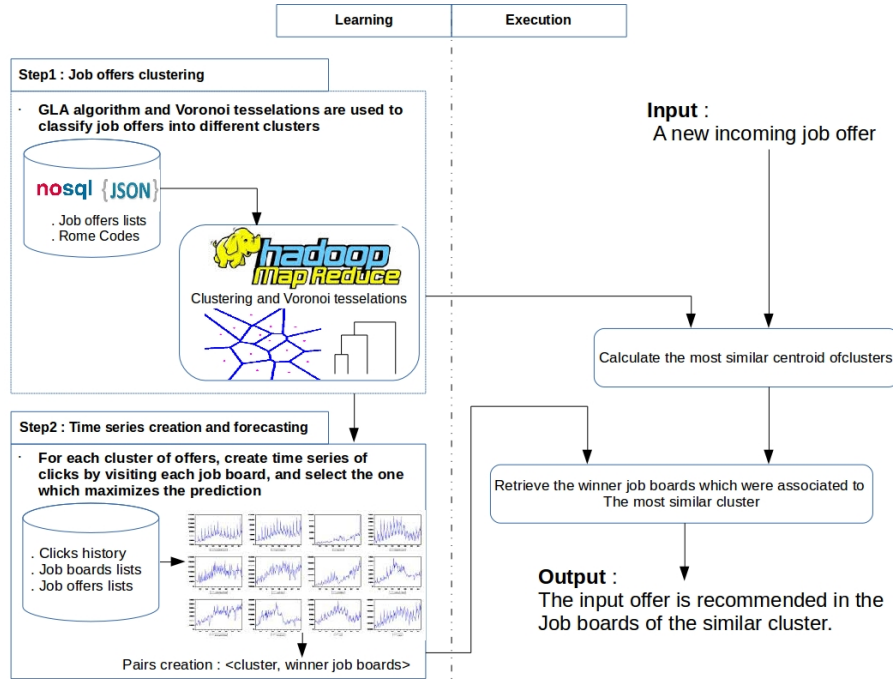 Learning
Execution
Step1 : Job offers clustering
· GLA algorithm and Voronoi tesselations are used to
classify job offers into different clusters
nosql {JSON}
. Job offers lists
. Rome Codes
hadoop
Map Reduce
Clustering and Voronoi tesselations
Step2 : Time series creation and forecasting
· For each cluster of offers, create time series of
clicks by visiting each job board, and select the one
which maximizes the prediction
. Clicks history
. Job boards lists
. Job offers lists
Pairs creation : <cluster, winner job boards>
Input :
A new incoming job offer
Calculate the most similar centroid ofclusters
Retrieve the winner job boards which were associated to
The most similar cluster
Output :
The input offer is recommended in the
Job boards of the similar cluster.